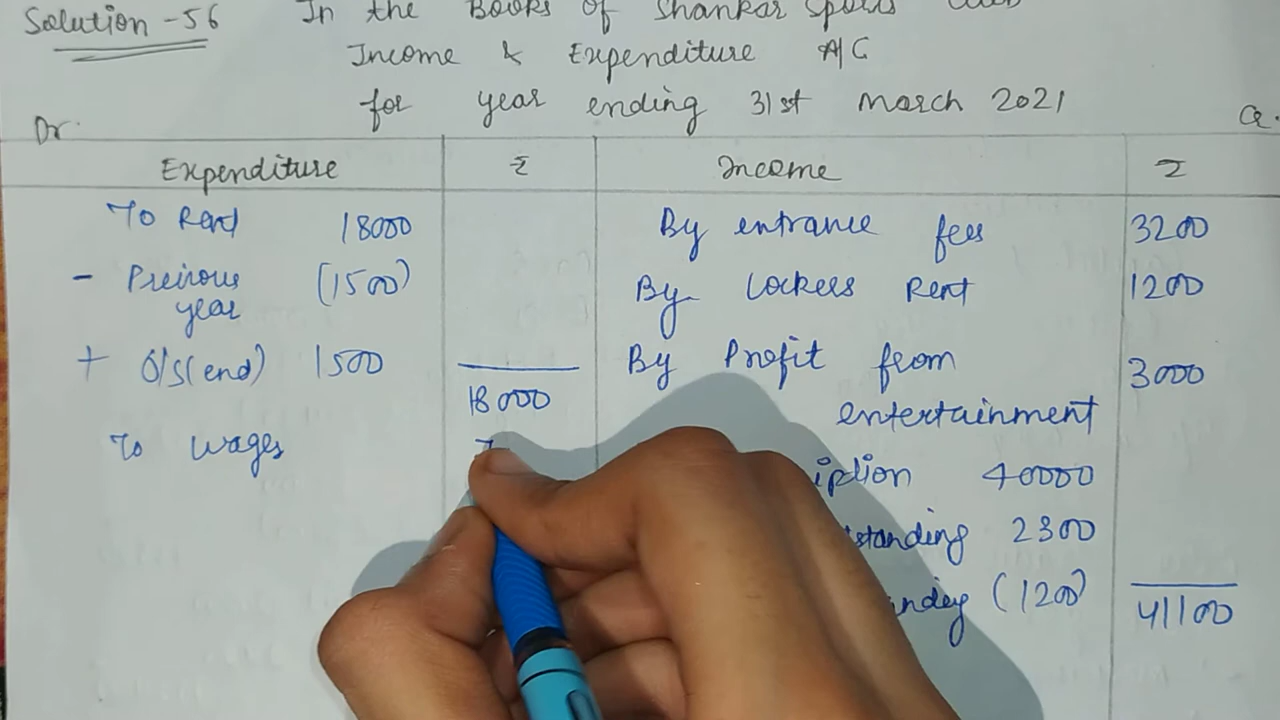 Solution -56 In the Books of Shankar Sports
Income & Expenditure A/C
for year ending 31st March 2021
Dr. Cr.
Expenditure ₹ Income ₹
To Rent 18000 By entrance fees 3200
- Preivous (1500) By Lockers Rent 1200
year
+ O/S(end) 1500 By Profit from 3000
18000 entertainment
To wages
iption 40000
standing 2300
nding (1200) 41100